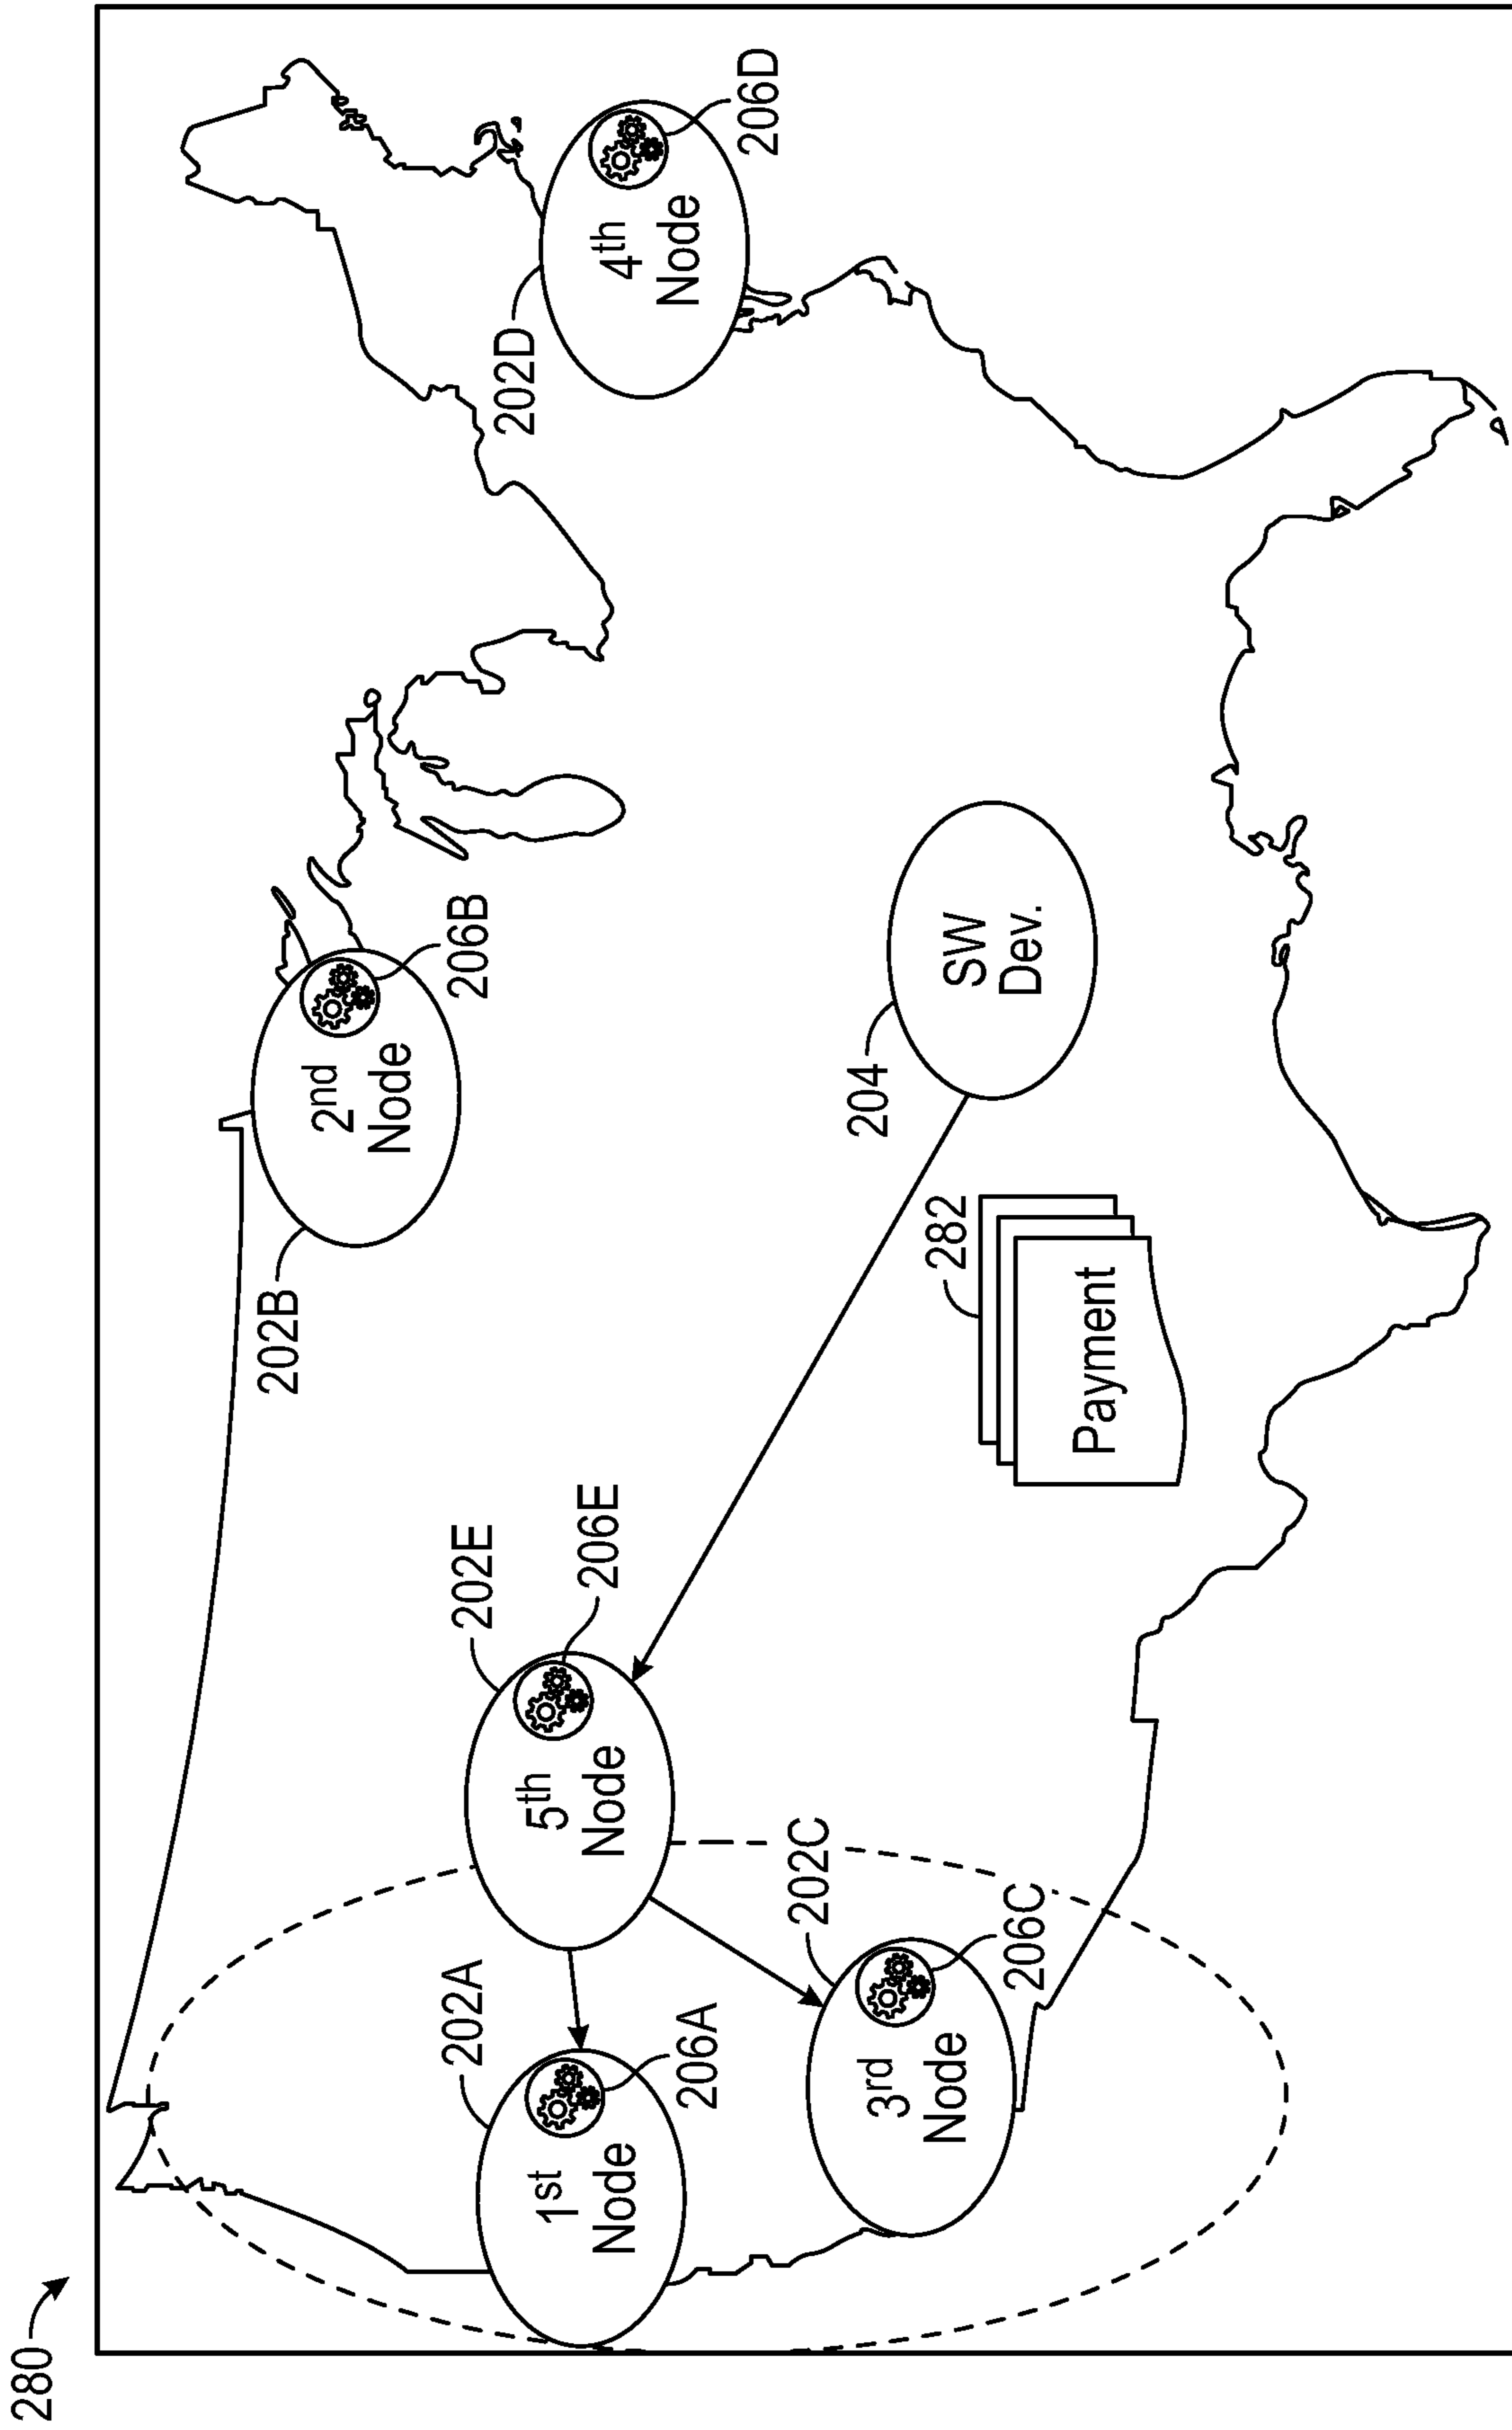 280
202A
1st
Node
206A
202C
3rd
Node
206C
202E
5th
Node
206E
202B
2nd
Node
206B
282
Payment
204
SW
Dev.
202D
4th
Node
206D